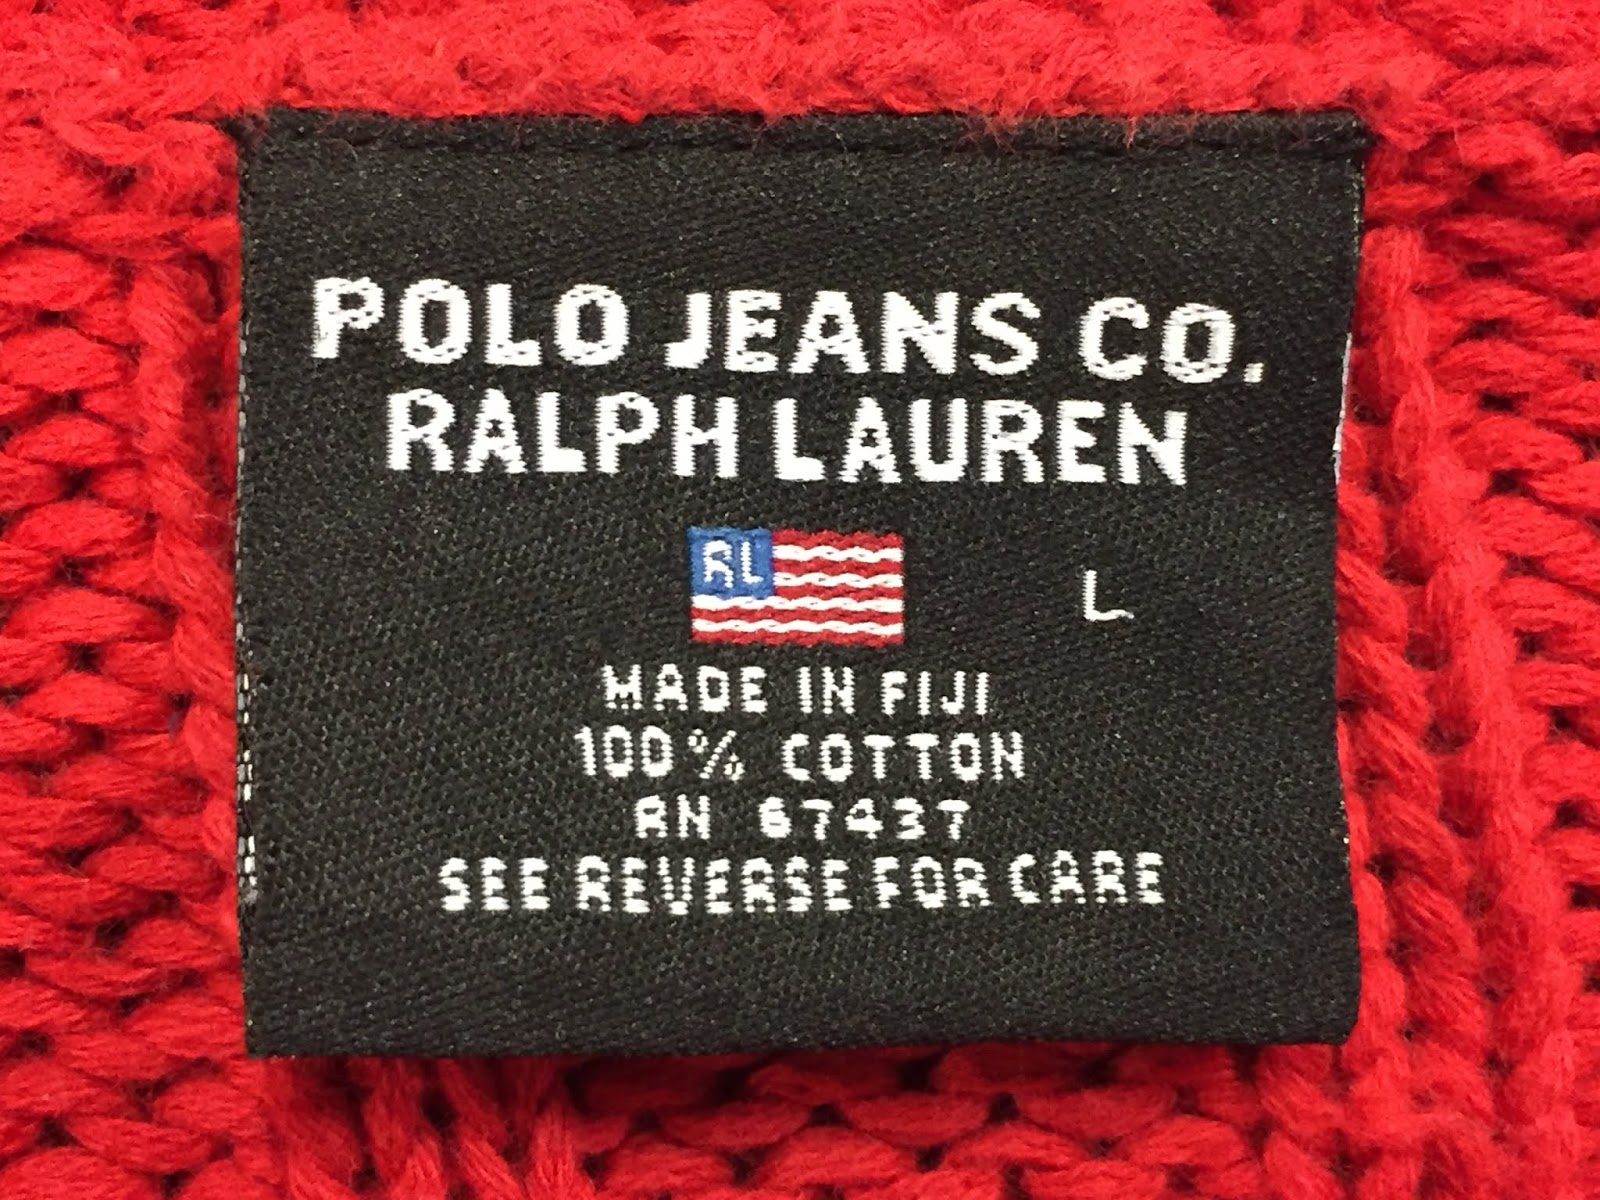 POLO JEANS CO.
RALPH LAUREN
RL
L
MADE IN FIJI
100% COTTON
RN 67437
SEE REVERSE FOR CARE